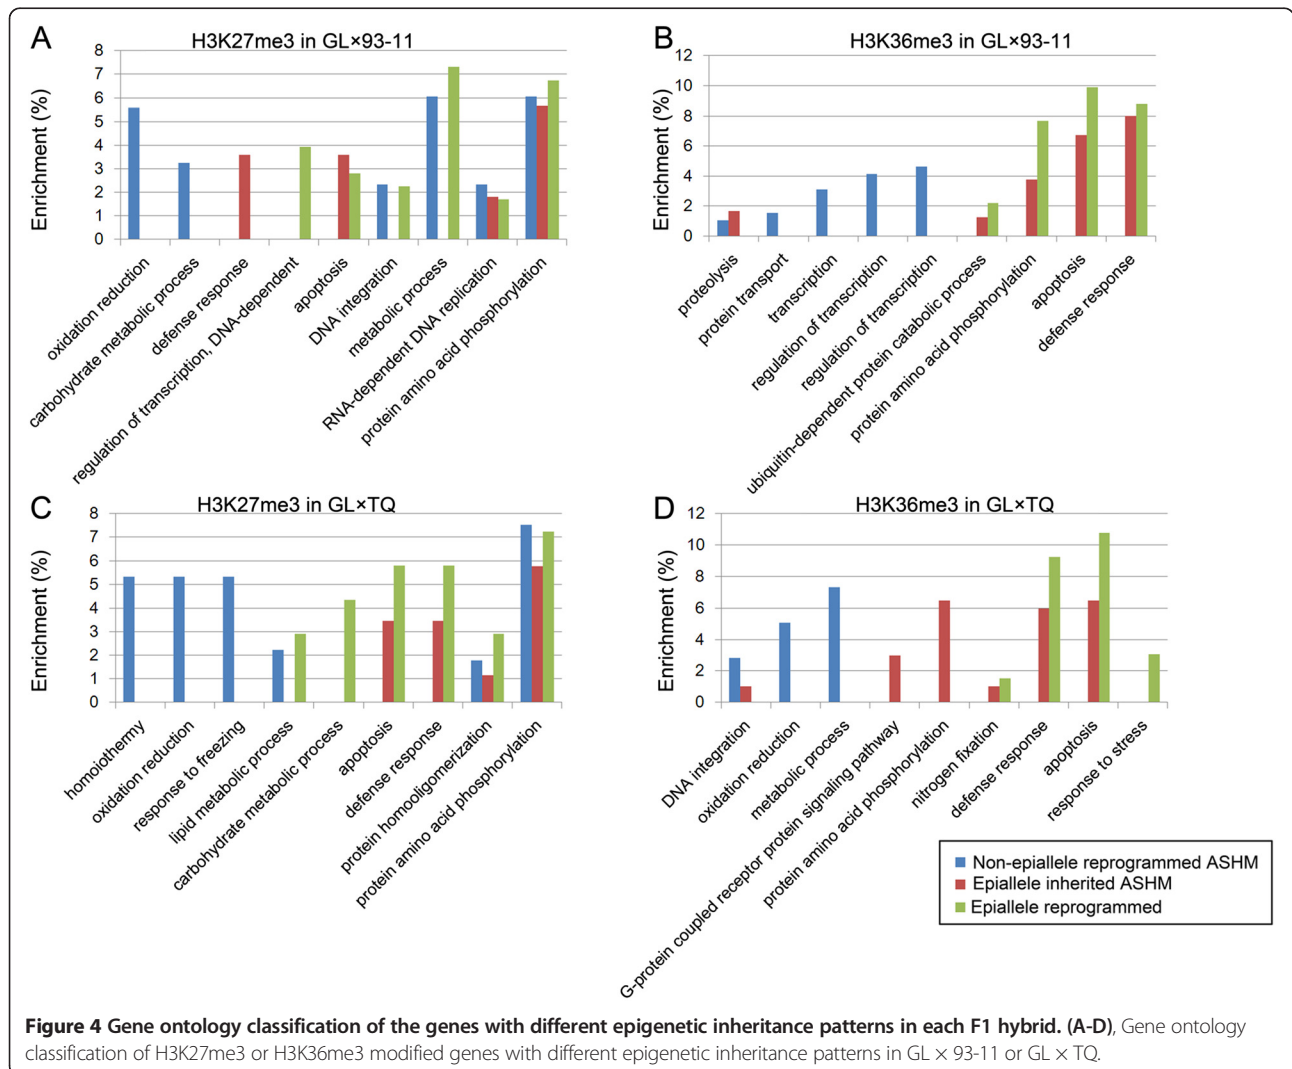 A
H3K27me3 in GL×93-11
Enrichment (%)
8
7
6
5
4
3
2
1
0
oxidation reduction
carbohydrate metabolic process
defense response
regulation of transcription, DNA-dependent
apoptosis
DNA integration
metabolic process
RNA-dependent DNA replication
protein amino acid phosphorylation
B
H3K36me3 in GL×93-11
Enrichment (%)
12
10
8
6
4
2
0
proteolysis
protein transport
transcription
regulation of transcription
regulation of transcription
ubiquitin-dependent protein catabolic process
protein amino acid phosphorylation
apoptosis
defense response
C
H3K27me3 in GL×TQ
Enrichment (%)
8
7
6
5
4
3
2
1
0
homoiothermy
oxidation reduction
response to freezing
lipid metabolic process
carbohydrate metabolic process
apoptosis
defense response
protein homooligomerization
protein amino acid phosphorylation
D
H3K36me3 in GL×TQ
Enrichment (%)
12
10
8
6
4
2
0
DNA integration
oxidation reduction
metabolic process
G-protein coupled receptor protein signaling pathway
protein amino acid phosphorylation
nitrogen fixation
defense response
apoptosis
response to stress
Non-epiallele reprogrammed ASHM
Epiallele inherited ASHM
Epiallele reprogrammed
Figure 4 Gene ontology classification of the genes with different epigenetic inheritance patterns in each F1 hybrid. (A-D), Gene ontology
classification of H3K27me3 or H3K36me3 modified genes with different epigenetic inheritance patterns in GL × 93-11 or GL × TQ.